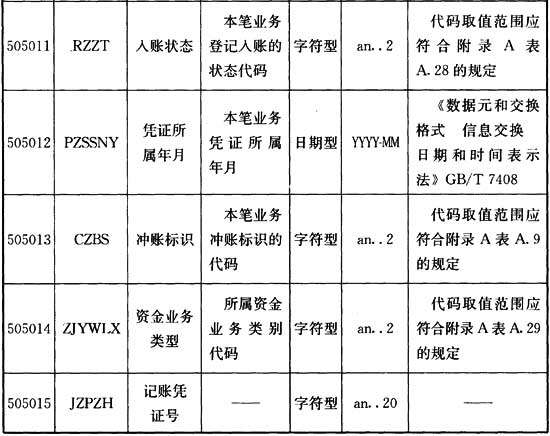 505011 RZZT 入账状态 本笔业务登记入账的状态代码 字符型 an..2 代码取值范围应符合附录 A 表 A.28 的规定
505012 PZSSNY 凭证所属年月 本笔业务凭证所属年月 日期型 YYYY-MM 《数据元和交换格式 信息交换 日期和时间表示法》GB/T 7408
505013 CZBS 冲账标识 本笔业务冲账标识的代码 字符型 an..2 代码取值范围应符合附录 A 表 A.9 的规定
505014 ZJYWLX 资金业务类型 所属资金业务类别代码 字符型 an..2 代码取值范围应符合附录 A 表 A.29 的规定
505015 JZPZH 记账凭证号 —— 字符型 an..20 ——